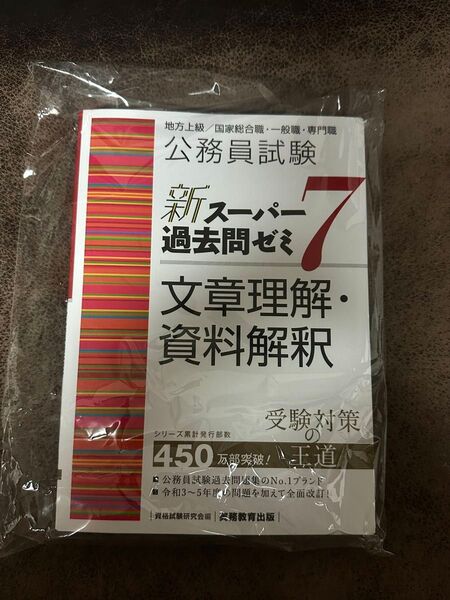 地方上級/国家総合職・一般職・専門職
公務員試験
新スーパー
過去問ゼミ
7
文章理解・
資料解釈
受験対策
の
王道
シリーズ累計発行部数
450万部突破!
公務員試験過去問題集のNo.1ブランド
令和3~5年度の問題を加えて全面改訂!
資格試験研究会編
実務教育出版